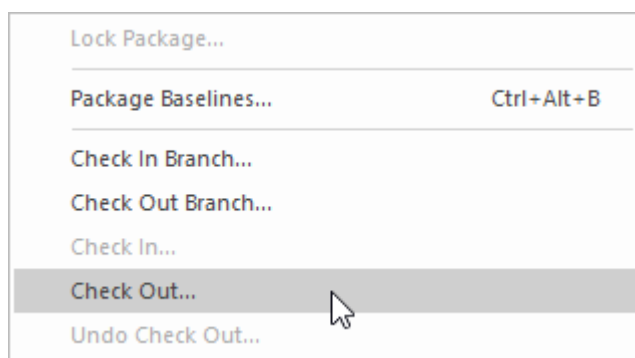 Lock Package...
Package Baselines... Ctrl+Alt+B
Check In Branch...
Check Out Branch...
Check In...
Check Out...
Undo Check Out...